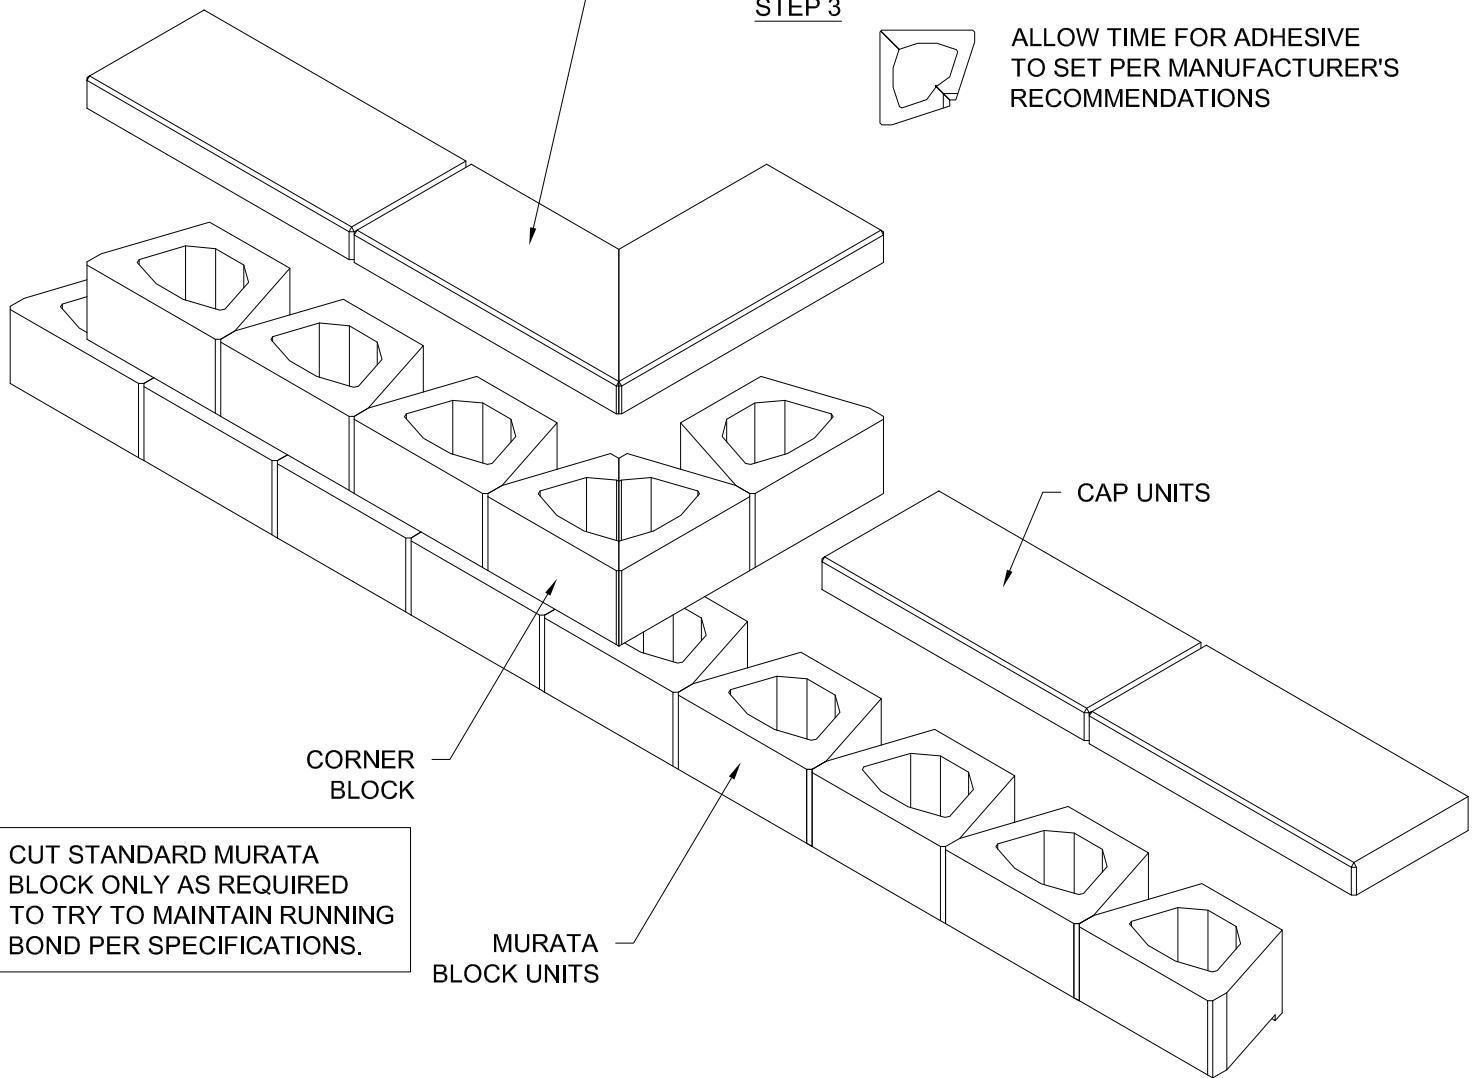 STEP 3
ALLOW TIME FOR ADHESIVE
TO SET PER MANUFACTURER'S
RECOMMENDATIONS
CAP UNITS
CORNER
BLOCK
CUT STANDARD MURATA
BLOCK ONLY AS REQUIRED
TO TRY TO MAINTAIN RUNNING
BOND PER SPECIFICATIONS.
MURATA
BLOCK UNITS